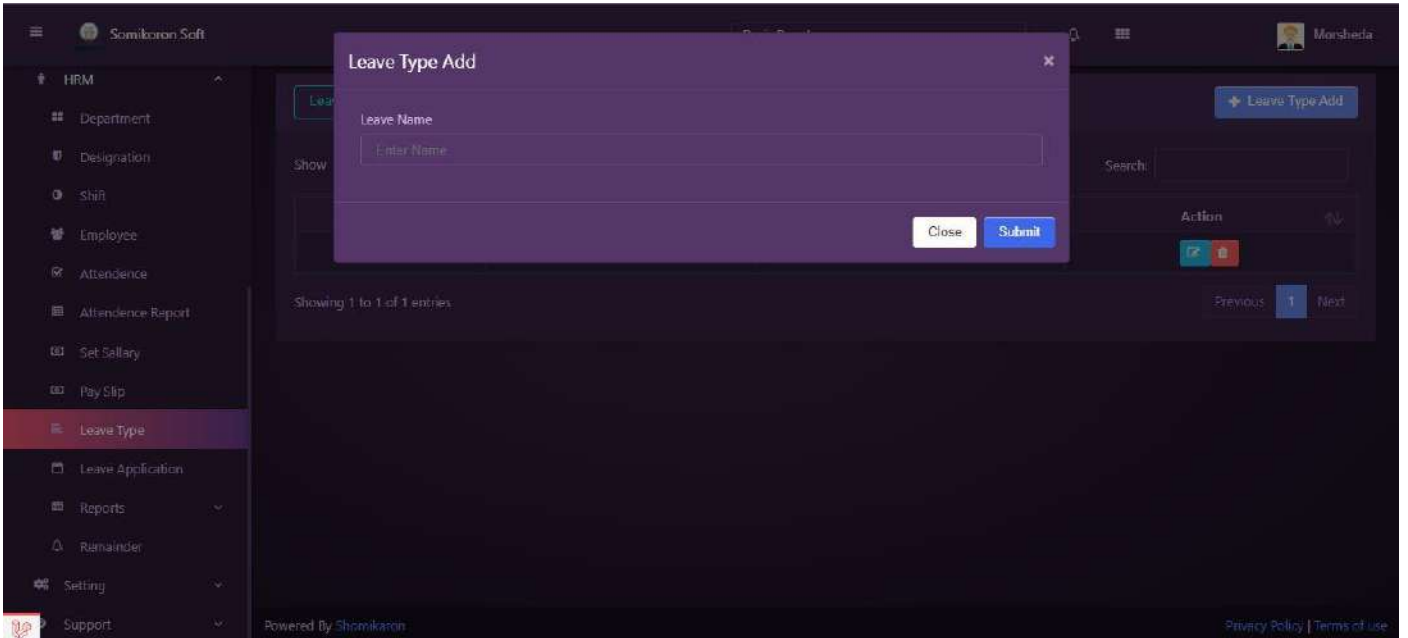 Somikoron Soft
Morsheda
Leave Type Add
×
HRM
Department
Designation
Shift
Employee
Attendence
Attendence Report
Set Sallary
Pay Slip
Leave Type
Leave Application
Reports
Remainder
Setting
Support
Leave Type Add
Leave Name
Enter Name
Show
Search:
Close
Submit
Action
Showing 1 to 1 of 1 entries
Previous
1
Next
Powered By Shomikaron
Privacy Policy | Terms of use